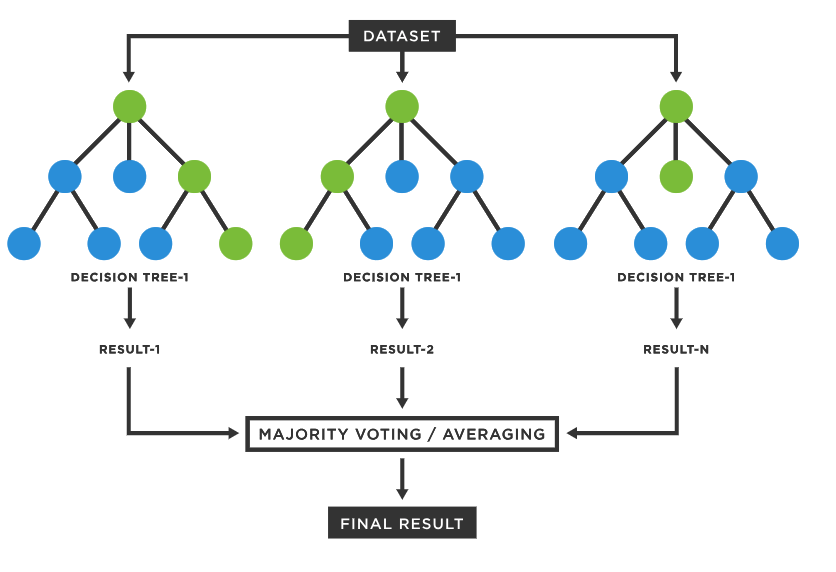 DATASET
DECISION TREE-1
DECISION TREE-1
DECISION TREE-1
RESULT-1
RESULT-2
RESULT-N
MAJORITY VOTING / AVERAGING
FINAL RESULT